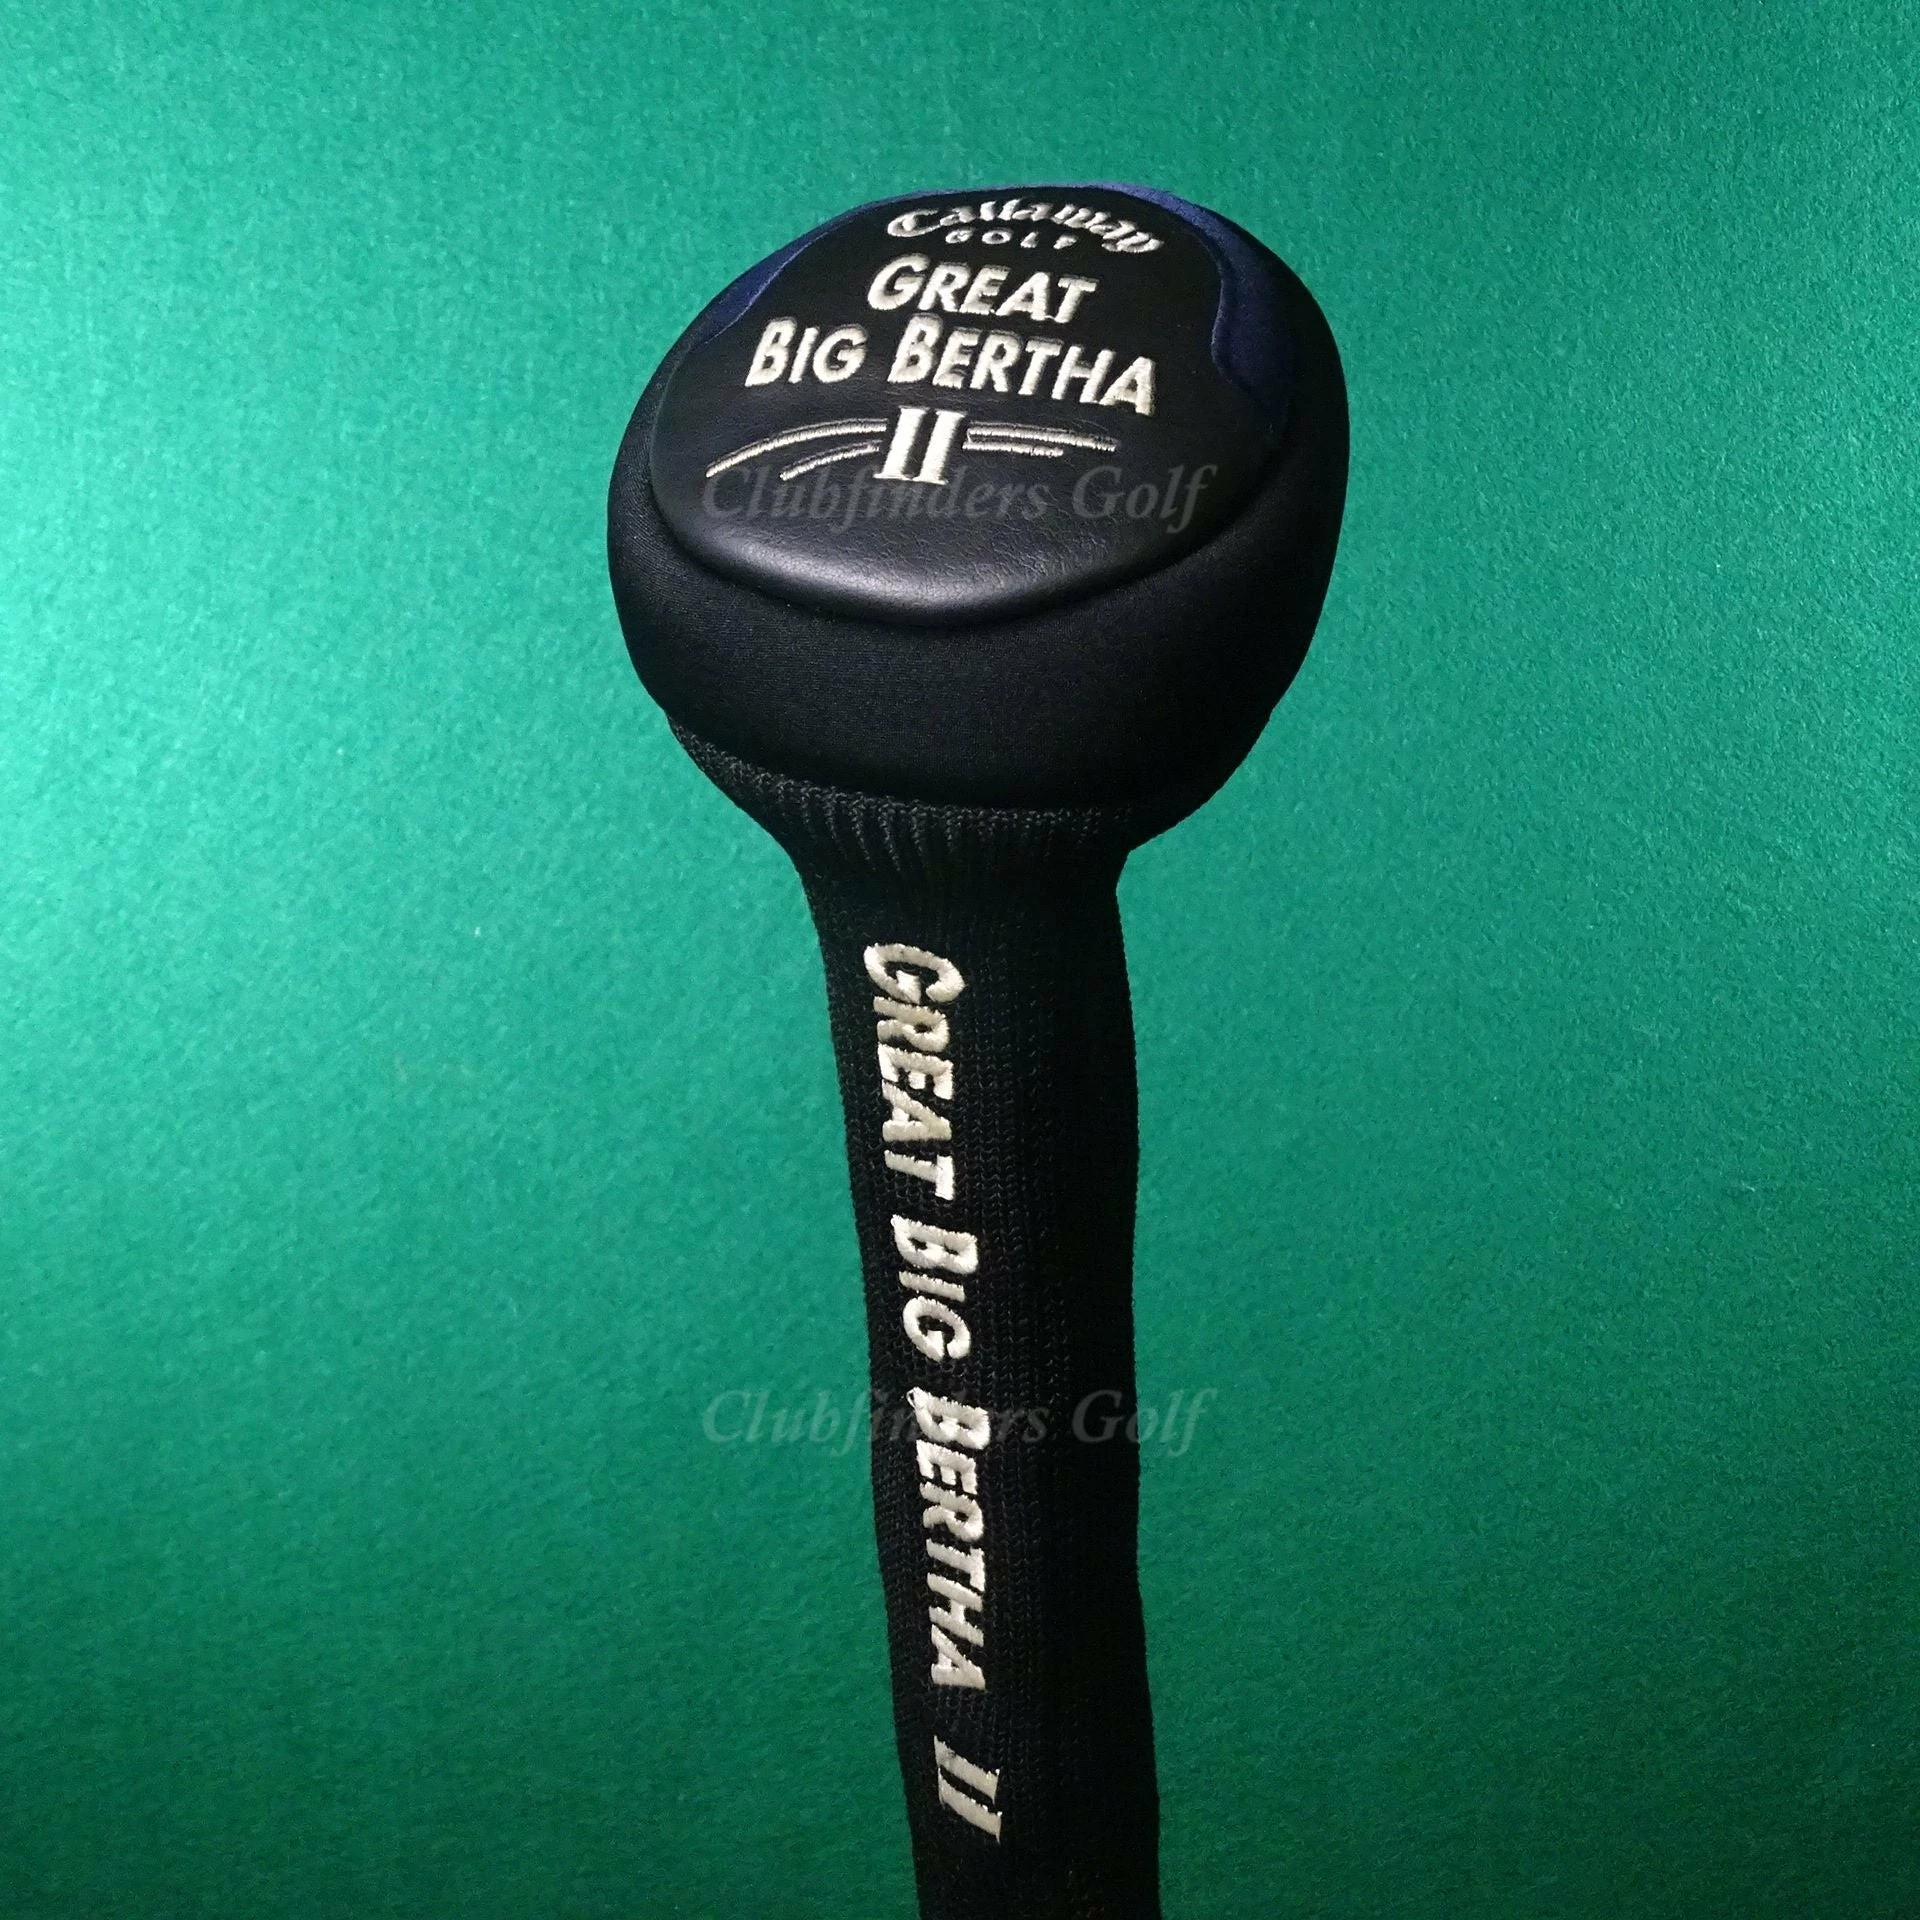 Callaway
GOLF
GREAT
BIG BERTHA
II
Clubfinders Golf
GREAT BIG BERTHA II
Clubfinders Golf